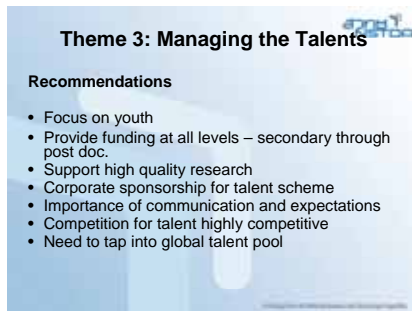 Theme 3: Managing the Talents
Recommendations
• Focus on youth
• Provide funding at all levels – secondary through
post doc.
• Support high quality research
• Corporate sponsorship for talent scheme
• Importance of communication and expectations
• Competition for talent highly competitive
• Need to tap into global talent pool